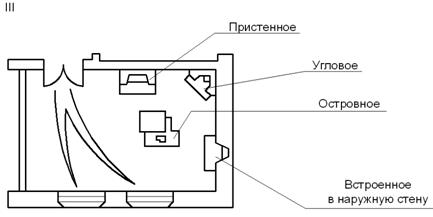 III
Пристенное
Угловое
Островное
Встроенное
в наружную стену